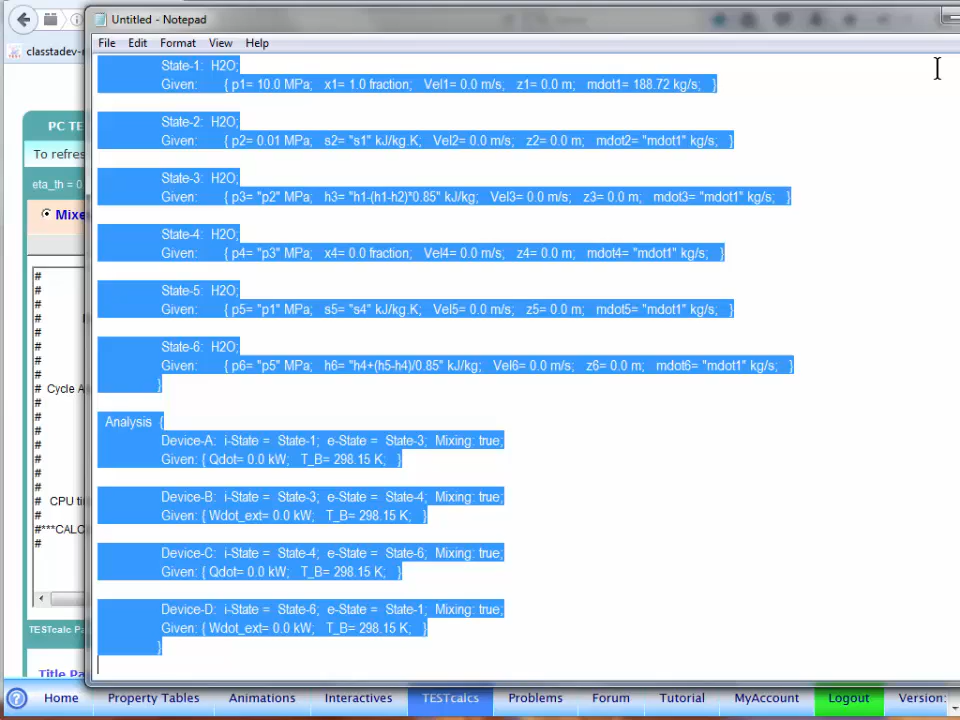 Untitled - Notepad
File Edit Format View Help
classtadev-
PC TE
To refres
eta_th = 0.
Mixe
#
#
#
#
#
#
#
#
# Cycle A
#
#
#
#
#
#
#
# CPU ti
#
#***CALC
#
TESTcalc Pa
Title Pa
State-1: H2O;
Given: { p1= 10.0 MPa; x1= 1.0 fraction; Vel1= 0.0 m/s; z1= 0.0 m; mdot1= 188.72 kg/s; }
State-2: H2O;
Given: { p2= 0.01 MPa; s2= "s1" kJ/kg.K; Vel2= 0.0 m/s; z2= 0.0 m; mdot2= "mdot1" kg/s; }
State-3: H2O;
Given: { p3= "p2" MPa; h3= "h1-(h1-h2)*0.85" kJ/kg; Vel3= 0.0 m/s; z3= 0.0 m; mdot3= "mdot1" kg/s; }
State-4: H2O;
Given: { p4= "p3" MPa; x4= 0.0 fraction; Vel4= 0.0 m/s; z4= 0.0 m; mdot4= "mdot1" kg/s; }
State-5: H2O;
Given: { p5= "p1" MPa; s5= "s4" kJ/kg.K; Vel5= 0.0 m/s; z5= 0.0 m; mdot5= "mdot1" kg/s; }
State-6: H2O;
Given: { p6= "p5" MPa; h6= "h4+(h5-h4)/0.85" kJ/kg; Vel6= 0.0 m/s; z6= 0.0 m; mdot6= "mdot1" kg/s; }
}
Analysis {
Device-A: i-State = State-1; e-State = State-3; Mixing: true;
Given: { Qdot= 0.0 kW; T_B= 298.15 K; }
Device-B: i-State = State-3; e-State = State-4; Mixing: true;
Given: { Wdot_ext= 0.0 kW; T_B= 298.15 K; }
Device-C: i-State = State-4; e-State = State-6; Mixing: true;
Given: { Qdot= 0.0 kW; T_B= 298.15 K; }
Device-D: i-State = State-6; e-State = State-1; Mixing: true;
Given: { Wdot_ext= 0.0 kW; T_B= 298.15 K; }
}
? Home Property Tables Animations Interactives TESTcalcs Problems Forum Tutorial MyAccount Logout Version: